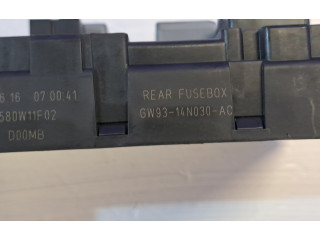 6 16 07:00:41
580W11F02
D00MB
REAR FUSEBOX
GW93-14N030-AC